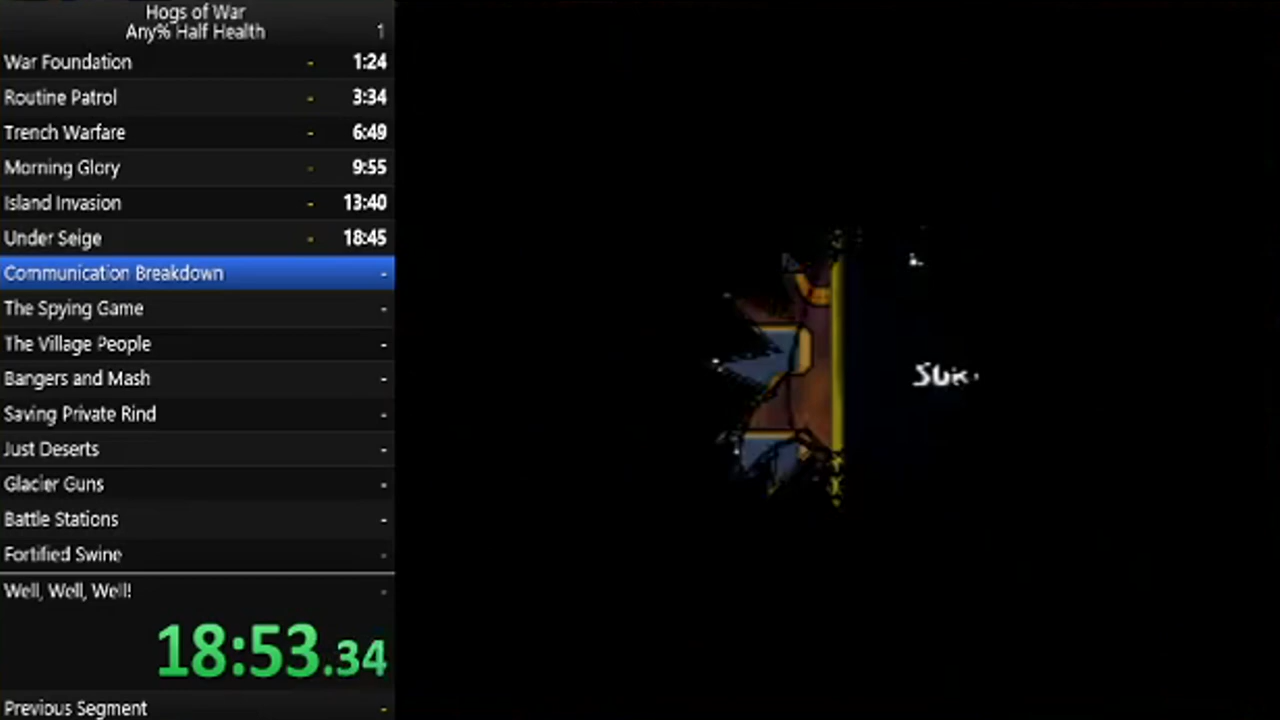 Hogs of War
Any% Half Health 1
War Foundation - 1:24
Routine Patrol - 3:34
Trench Warfare - 6:49
Morning Glory - 9:55
Island Invasion - 13:40
Under Seige - 18:45
Communication Breakdown -
The Spying Game -
The Village People -
Bangers and Mash -
Saving Private Rind -
Just Deserts -
Glacier Guns -
Battle Stations -
Fortified Swine -
Well, Well, Well! -
18:53.34
Previous Segment -